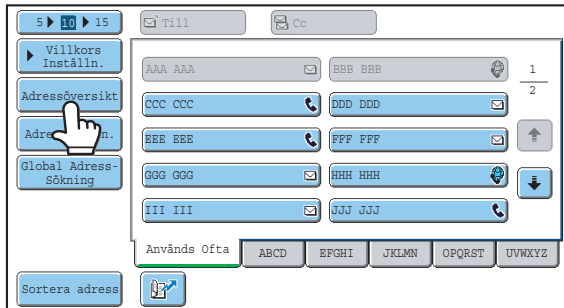 5 10 15
Till
Cc
Villkors
Inställn.
Adressöversikt
Adre n.
Global Adress-
Sökning
Sortera adress
AAA AAA
BBB BBB
CCC CCC
DDD DDD
EEE EEE
FFF FFF
GGG GGG
HHH HHH
III III
JJJ JJJ
1
2
Används Ofta
ABCD
EFGHI
JKLMN
OPQRST
UVWXYZ